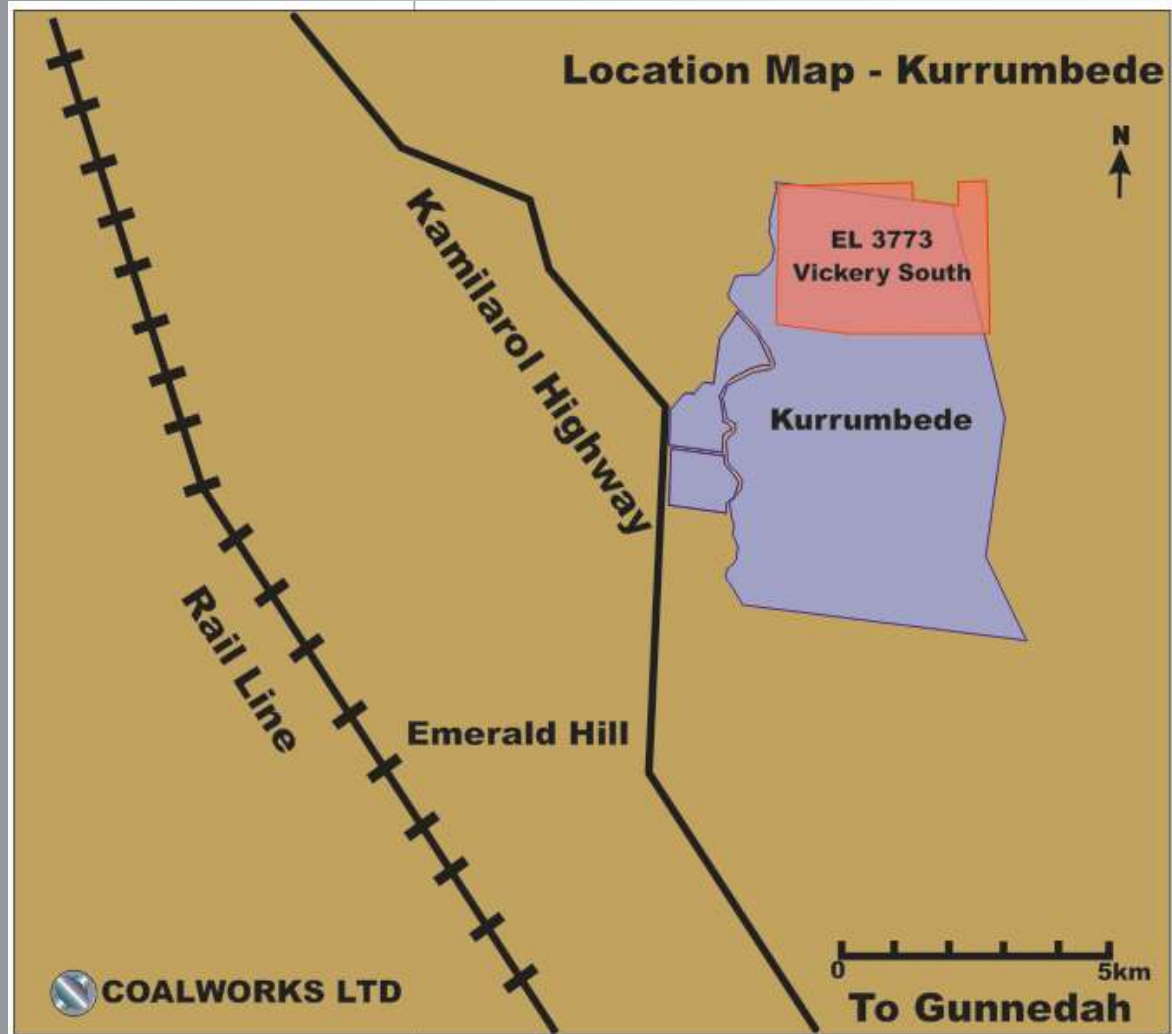 Location Map - Kurrumbede
N
EL 3773
Vickery South
Kamilarol Highway
Kurrumbede
Rail Line
Emerald Hill
0
5km
To Gunnedah
COALWORKS LTD